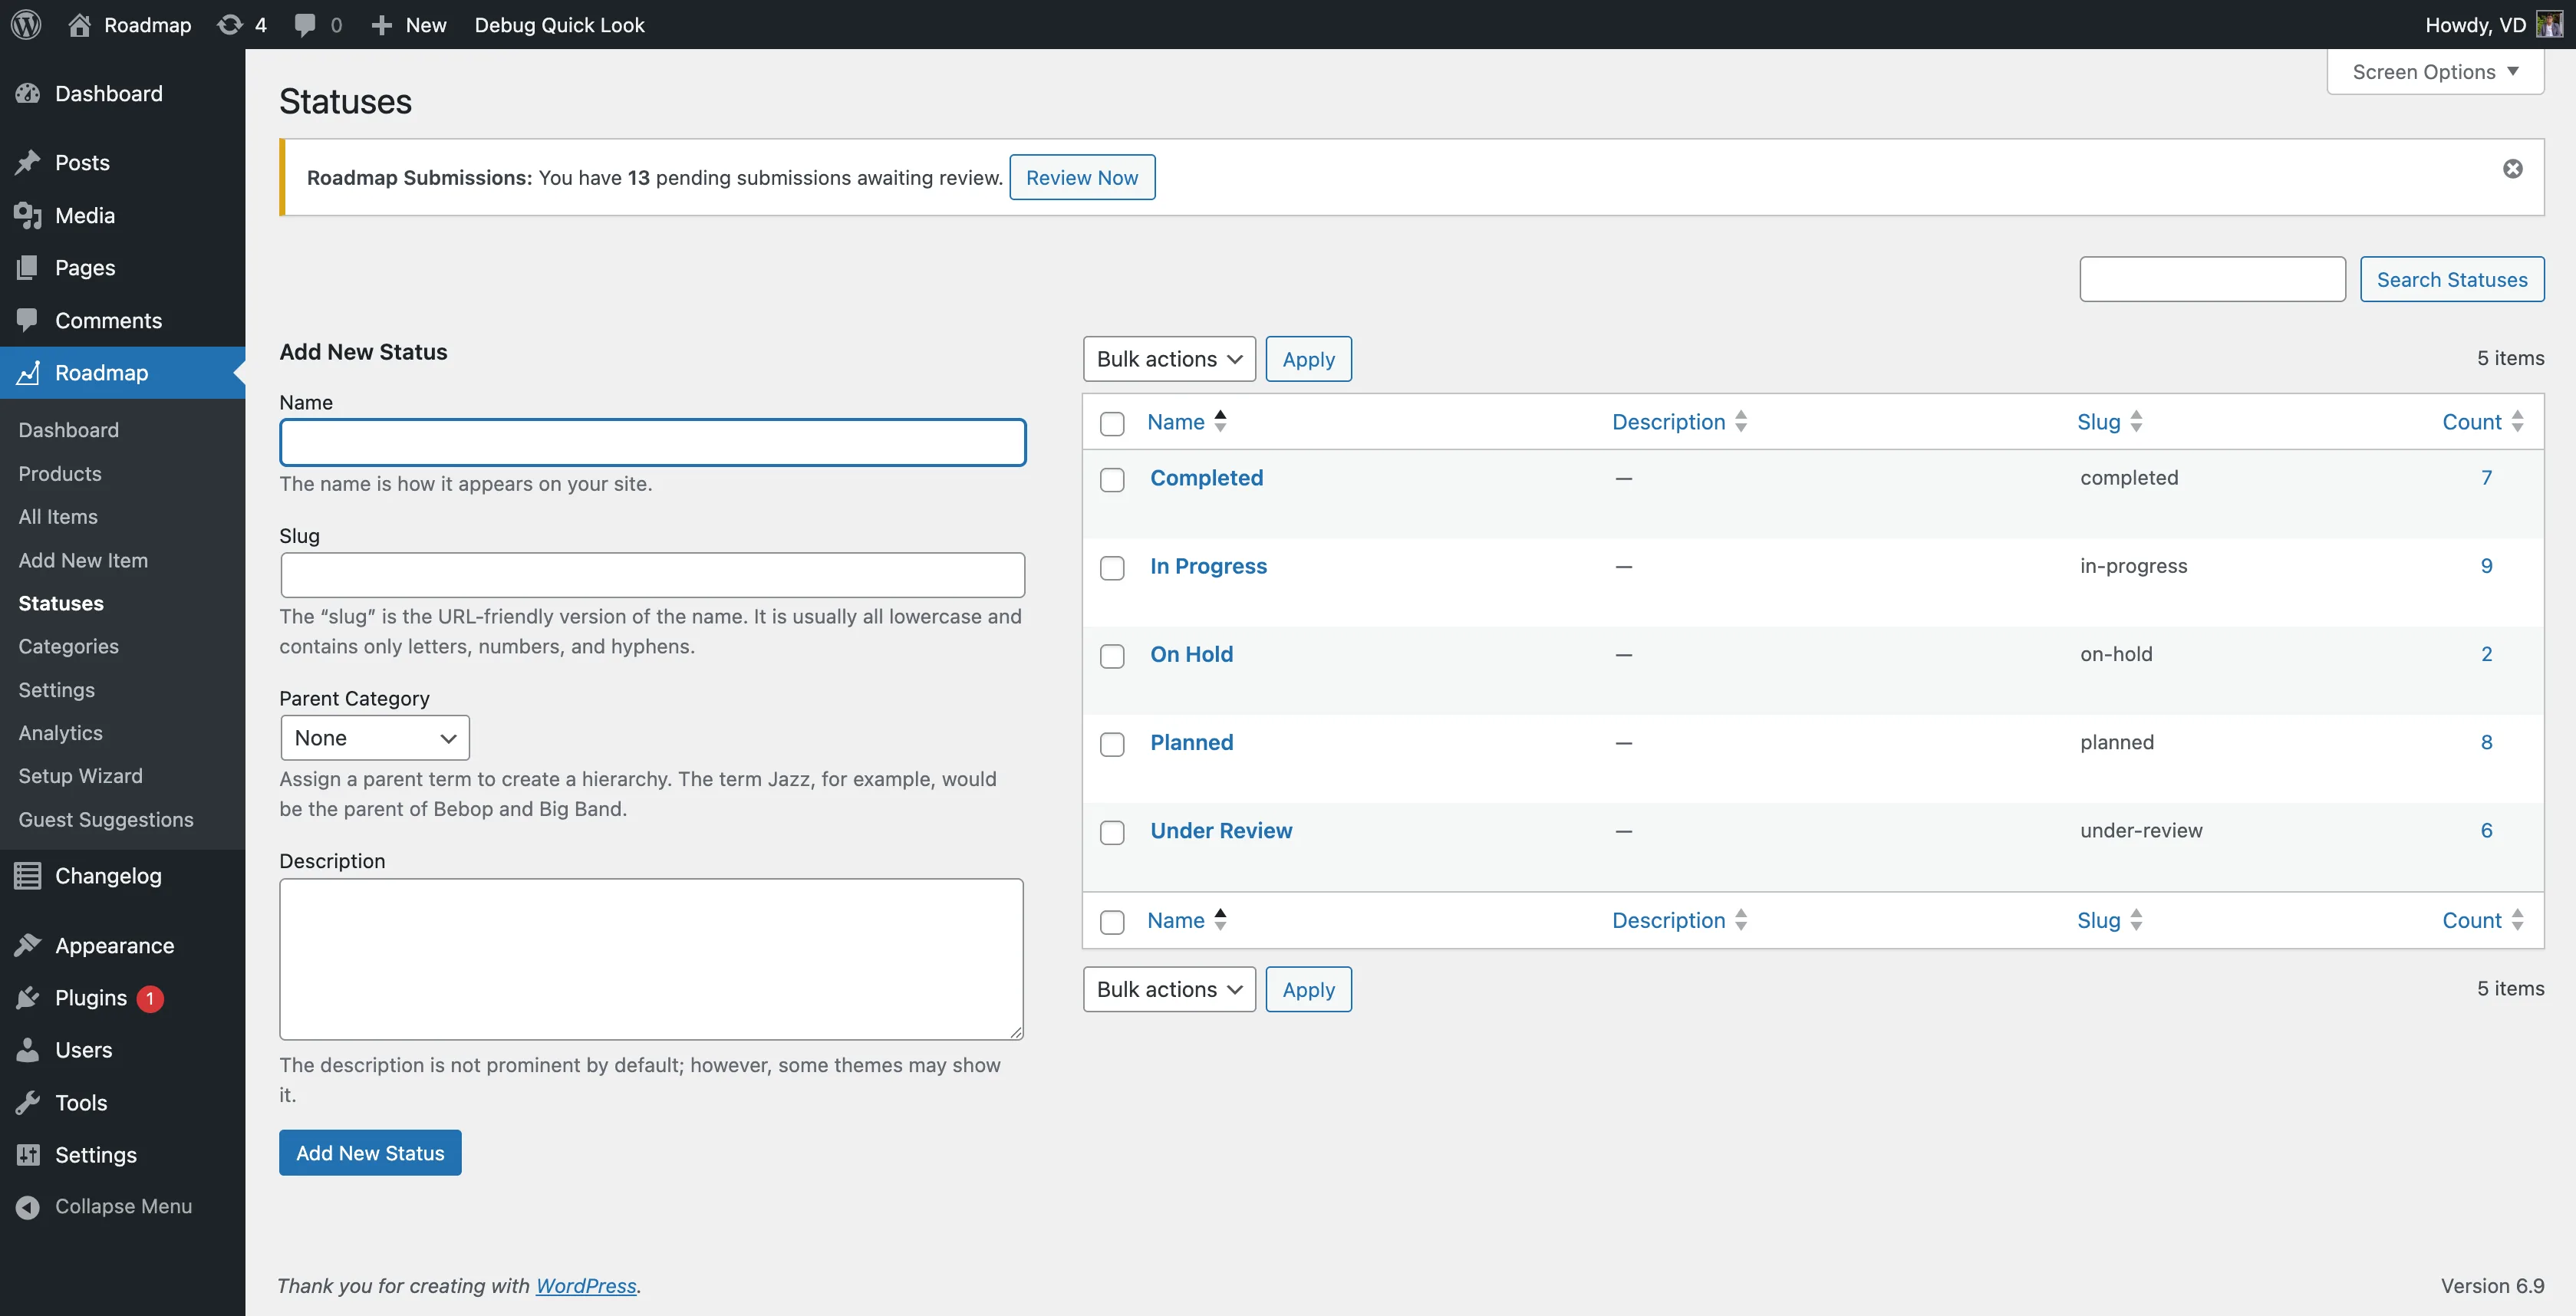 Roadmap 4 0 New Debug Quick Look Howdy, VD
Dashboard
Posts
Media
Pages
Comments
Roadmap
Dashboard
Products
All Items
Add New Item
Statuses
Categories
Settings
Analytics
Setup Wizard
Guest Suggestions
Changelog
Appearance
Plugins 1
Users
Tools
Settings
Collapse Menu
Screen Options
Statuses
Roadmap Submissions: You have 13 pending submissions awaiting review. Review Now
Search Statuses
Add New Status
Name
The name is how it appears on your site.
Slug
The “slug” is the URL-friendly version of the name. It is usually all lowercase and
contains only letters, numbers, and hyphens.
Parent Category
None
Assign a parent term to create a hierarchy. The term Jazz, for example, would
be the parent of Bebop and Big Band.
Description
The description is not prominent by default; however, some themes may show
it.
Add New Status
Bulk actions Apply 5 items
Name Description Slug Count
Completed — completed 7
In Progress — in-progress 9
On Hold — on-hold 2
Planned — planned 8
Under Review — under-review 6
Name Description Slug Count
Bulk actions Apply 5 items
Thank you for creating with WordPress. Version 6.9